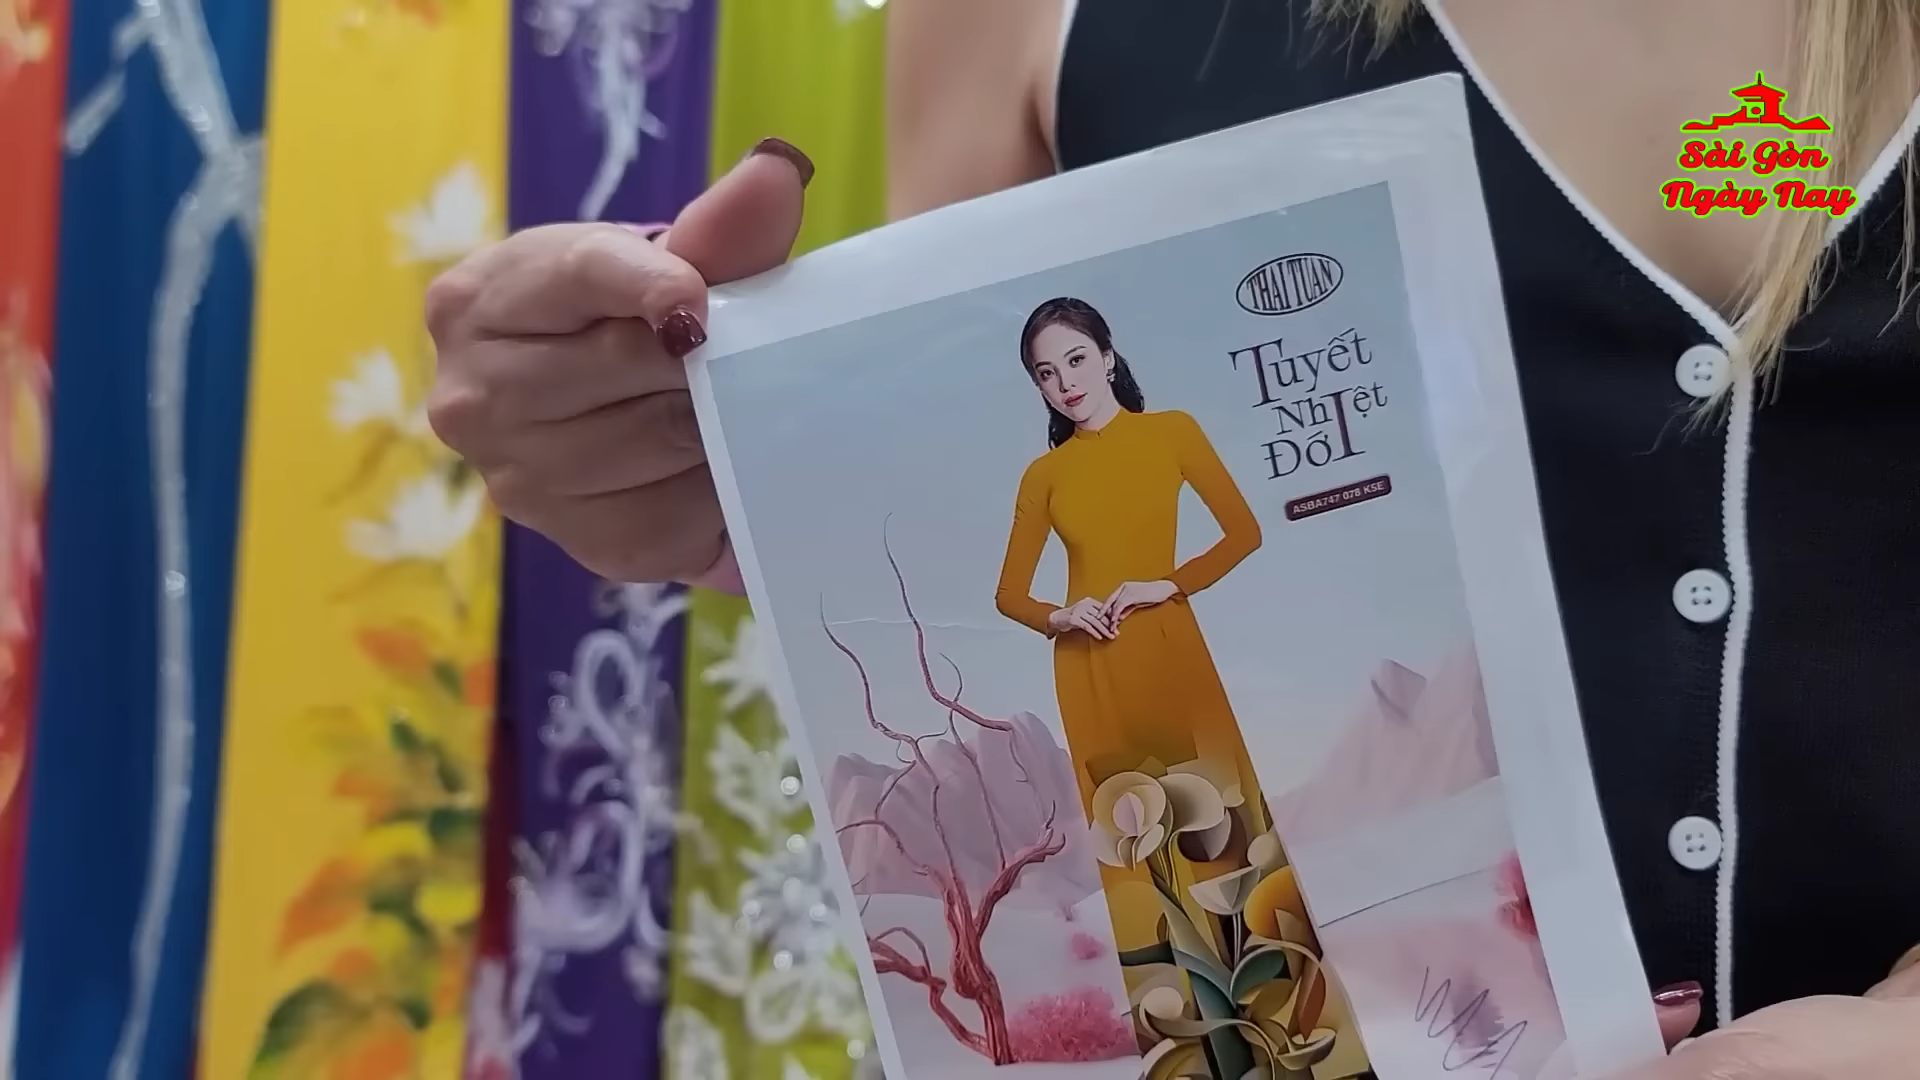 Sài Gòn
Ngày Nay
THAI TUAN
Tuyết
Nhiệt
Đới
ASBA747 078 KSE